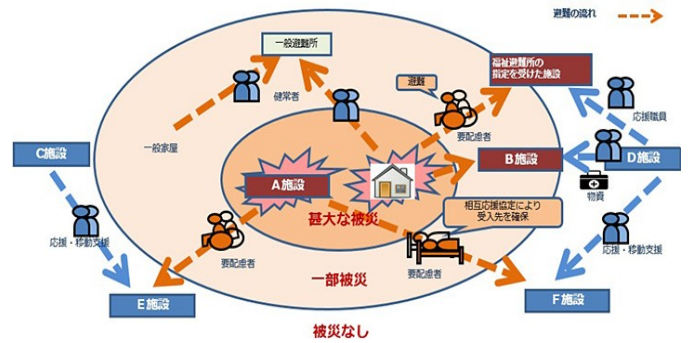 避難の流れ
一般避難所
福祉避難所の
指定を受けた施設
避難
健常者
要配慮者
応援職員
一般家屋
C施設
B施設
D施設
A施設
物資
甚大な被災
相互応援協定により
受入先を確保
応援・移動支援
要配慮者
要配慮者
応援・移動支援
一部被災
E施設
F施設
被災なし